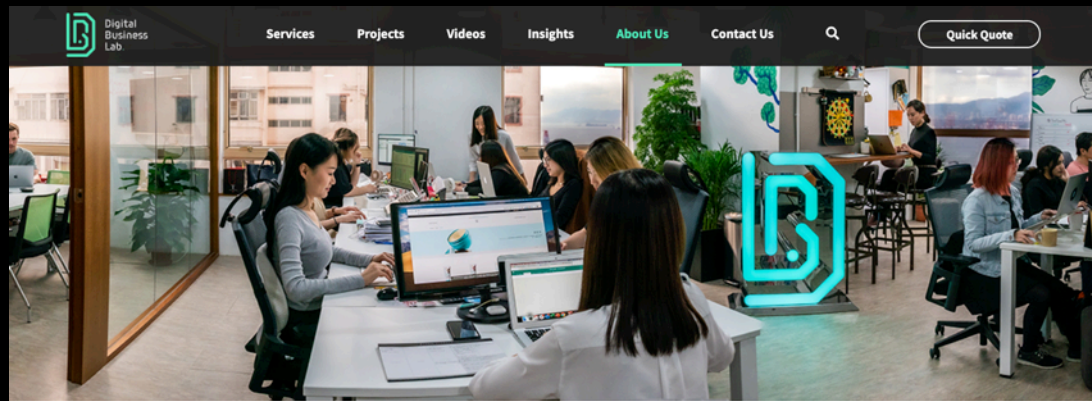 Digital
Business
Lab.
Services Projects Videos Insights About Us Contact Us Quick Quote